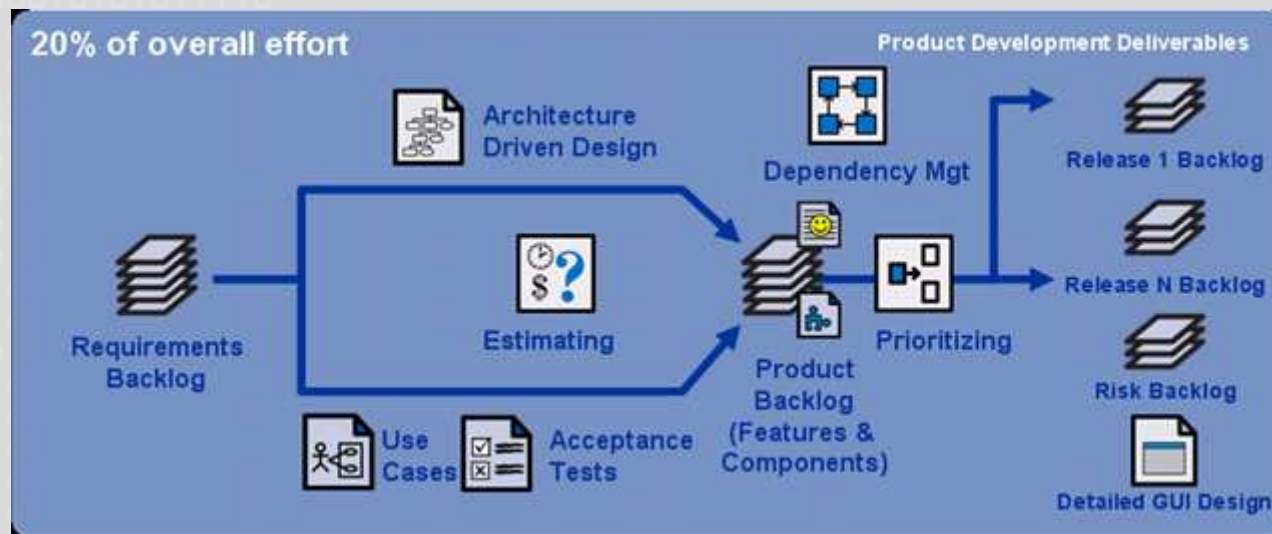 20% of overall effort
Product Development Deliverables
Architecture
Driven Design
Dependency Mgt
Release 1 Backlog
Requirements
Backlog
$ ?
Estimating
Prioritizing
Release N Backlog
Product
Backlog
(Features &
Components)
Risk Backlog
Use
Cases
Acceptance
Tests
Detailed GUI Design